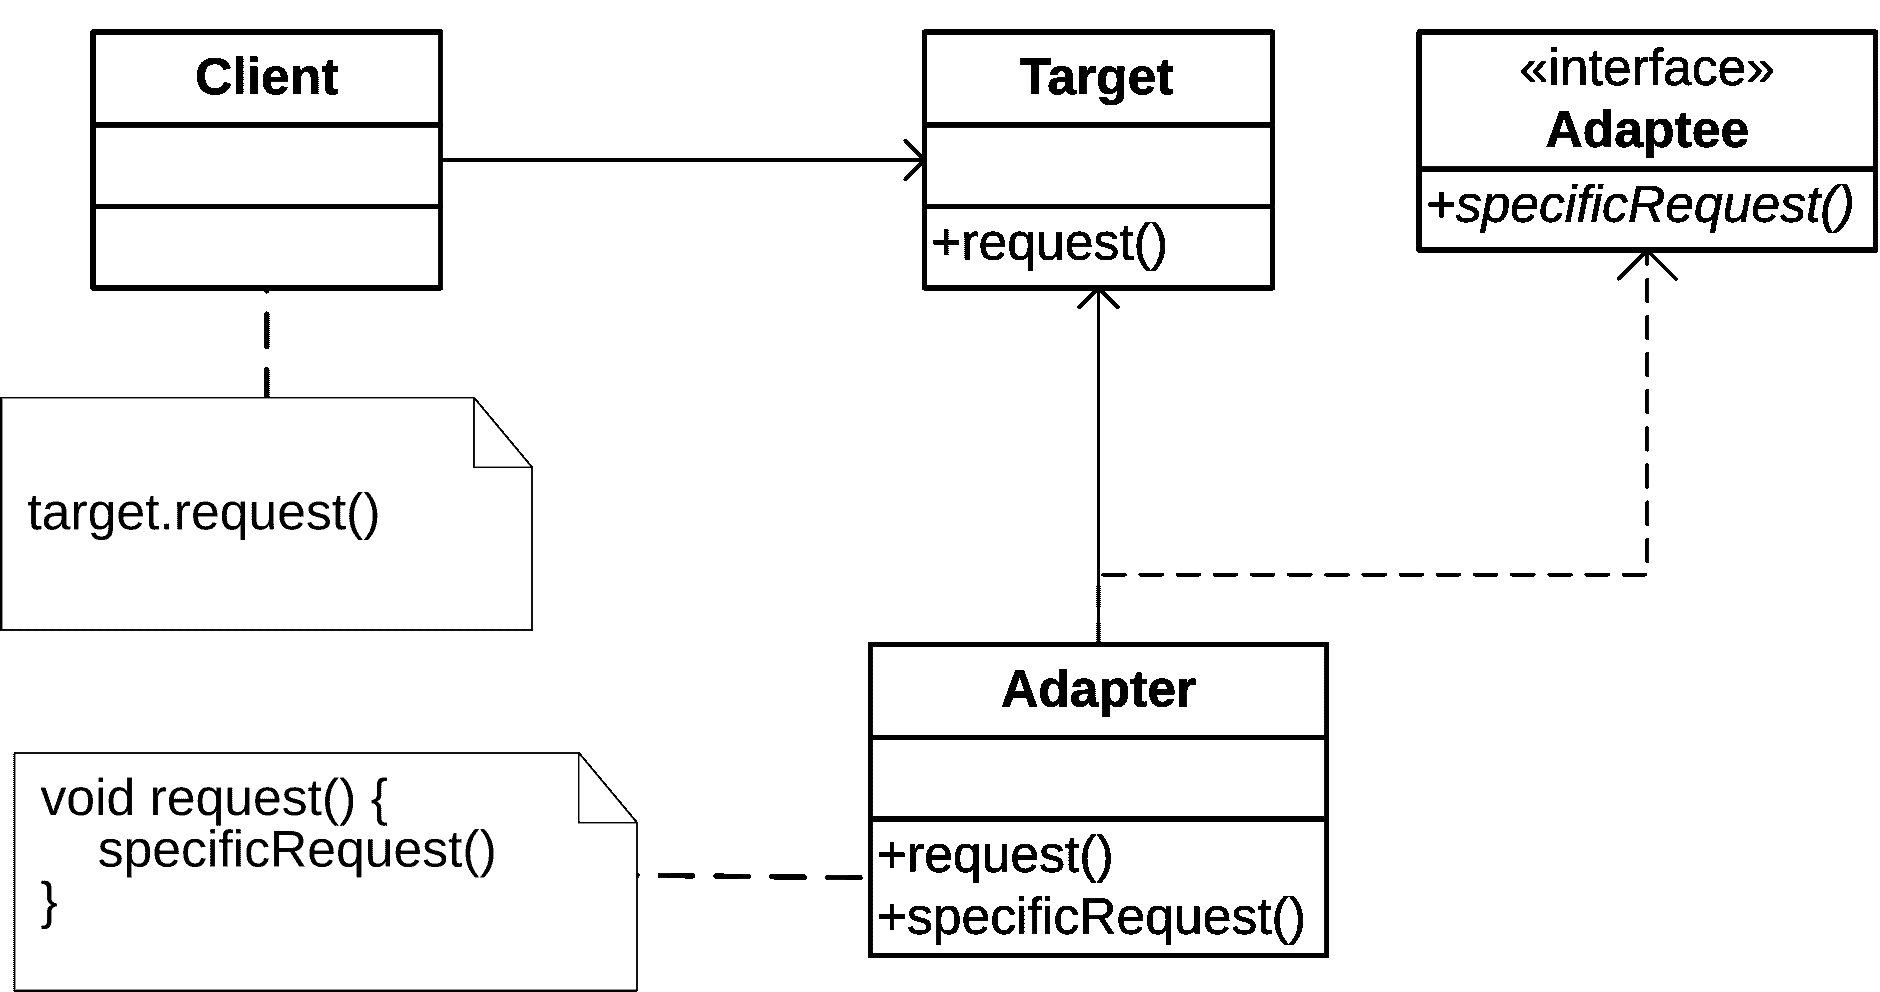 Client
Target
+request()
«interface»
Adaptee
+specificRequest()
target.request()
Adapter
+request()
+specificRequest()
void request() {
specificRequest()
}